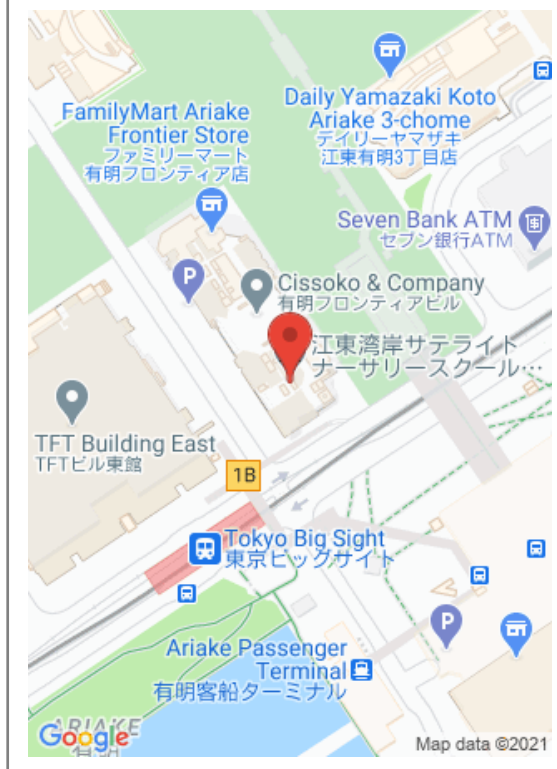 Daily Yamazaki Koto
Ariake 3-chome
デイリーヤマザキ
江東有明3丁目店
FamilyMart Ariake
Frontier Store
ファミリーマート
有明フロンティア店
Seven Bank ATM
セブン銀行ATM
P
Cissoko & Company
有明フロンティアビル
江東湾岸サテライト
ナーサリースクール…
TFT Building East
TFTビル東館
1B
Tokyo Big Sight
東京ビッグサイト
P
Ariake Passenger
Terminal
有明客船ターミナル
ARIAKE
有明
Google
Map data ©2021